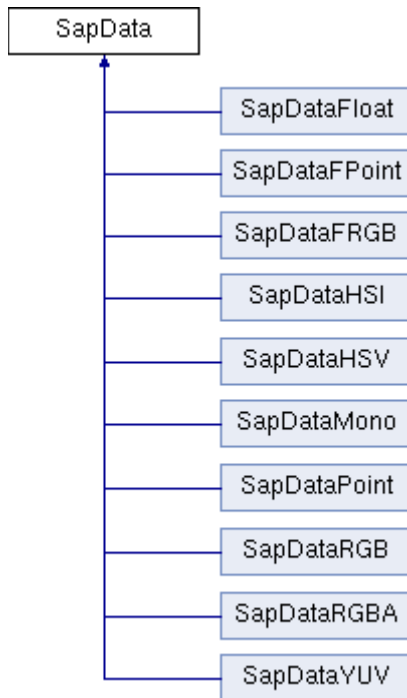 SapData
SapDataFloat
SapDataFPoint
SapDataFRGB
SapDataHSI
SapDataHSV
SapDataMono
SapDataPoint
SapDataRGB
SapDataRGBA
SapDataYUV